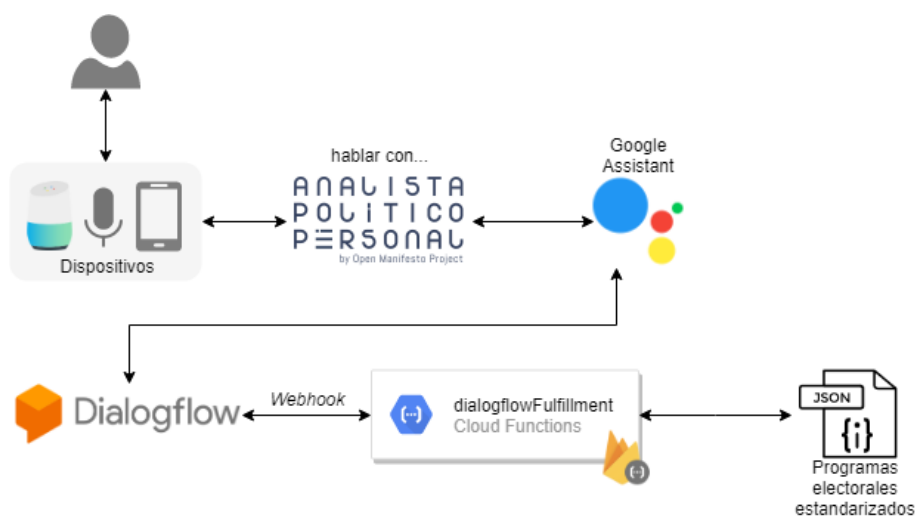 hablar con...
ANALISTA
POLÍTICO
PERSONAL
by Open Manifesto Project
Google
Assistant
Dispositivos
Dialogflow
Webhook
dialogflowFulfillment
Cloud Functions
JSON
{i}
Programas
electorales
estandarizados